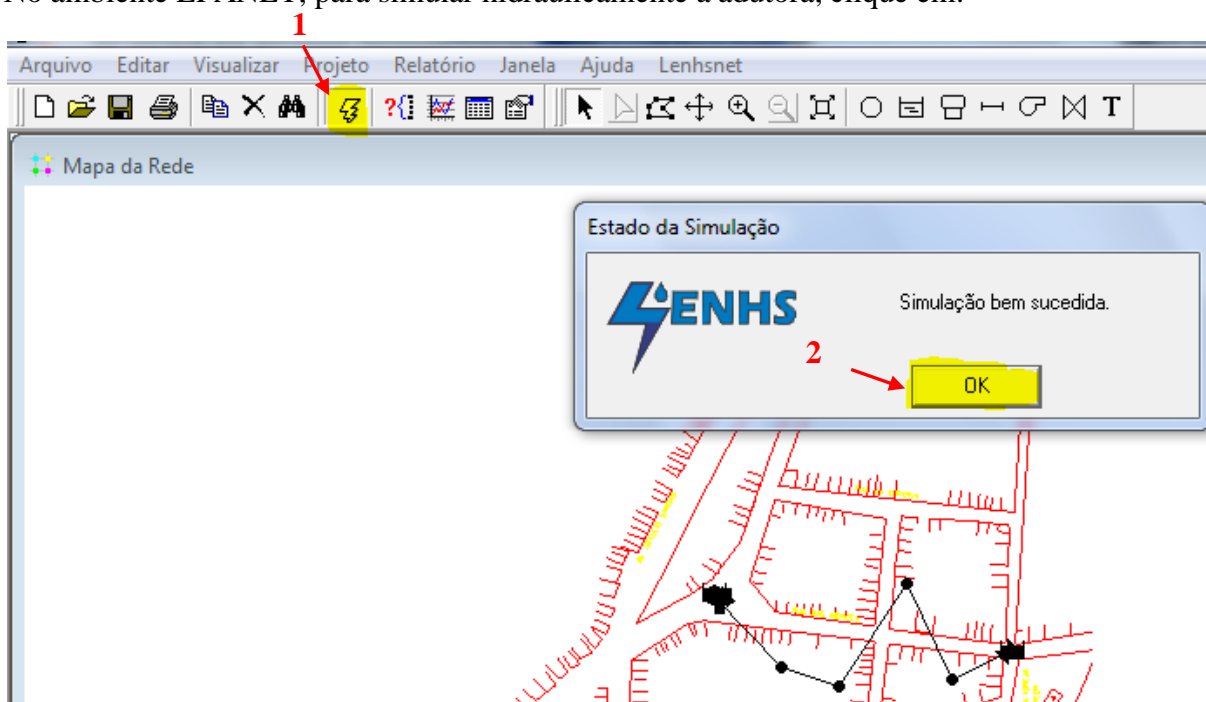 No ambiente EPANET, para simular hidraulicamente a adutora, clique em:
1
Arquivo Editar Visualizar Projeto Relatório Janela Ajuda Lenhsnet
T
Mapa da Rede
Estado da Simulação
LENHS
Simulação bem sucedida.
2
OK